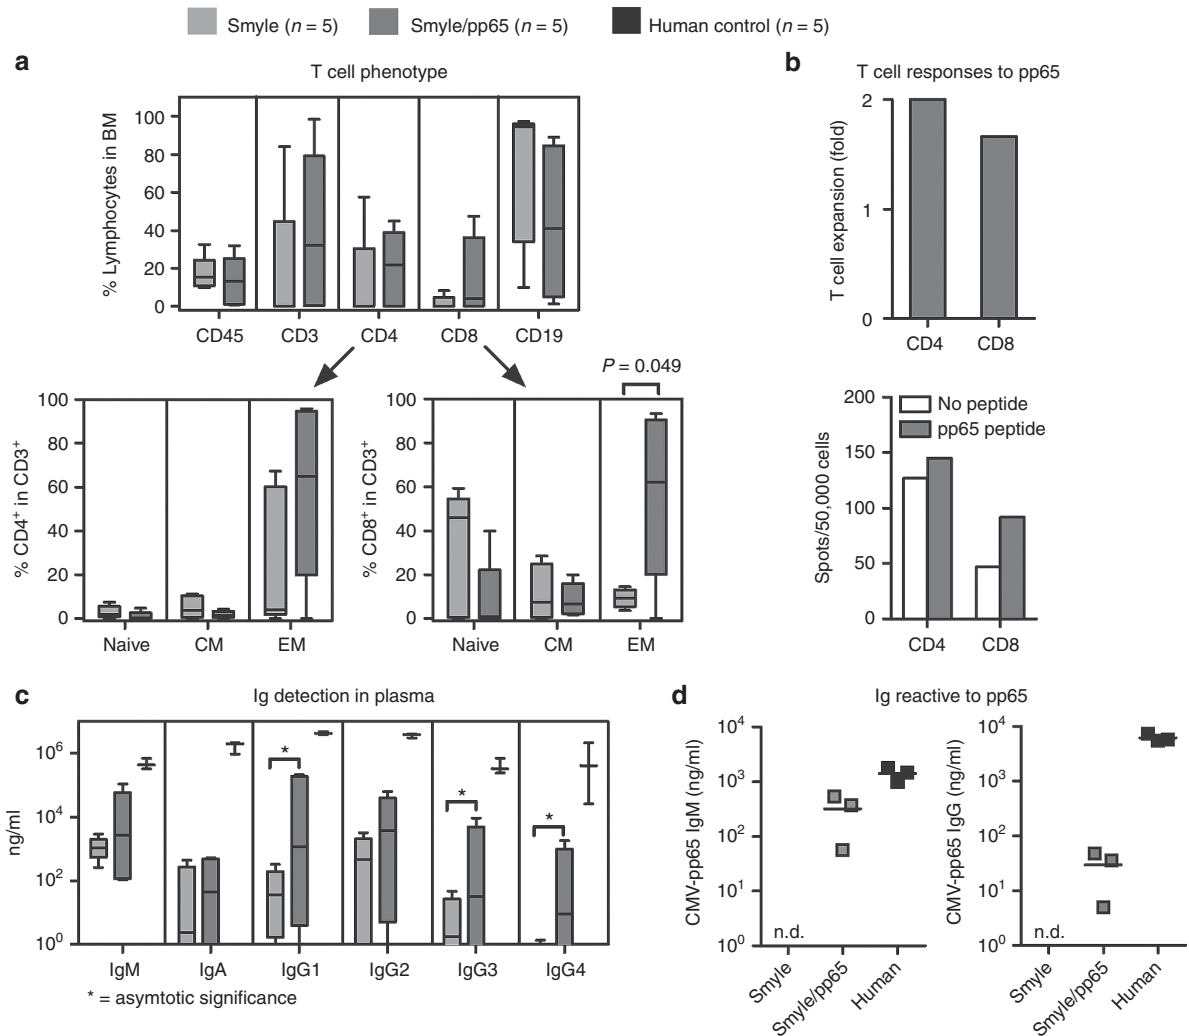 Smyle (n = 5) Smyle/pp65 (n = 5) Human control (n = 5)
a
T cell phenotype
% Lymphocytes in BM
100
80
60
40
20
0
CD45 CD3 CD4 CD8 CD19
% CD4+ in CD3+
100
80
60
40
20
0
Naive CM EM
P = 0.049
% CD8+ in CD3+
100
80
60
40
20
0
Naive CM EM
b
T cell responses to pp65
T cell expansion (fold)
2
1
0
CD4 CD8
Spots/50,000 cells
200
150
100
50
0
No peptide
pp65 peptide
CD4 CD8
c
Ig detection in plasma
ng/ml
10^6
10^4
10^2
10^0
* * *
IgM IgA IgG1 IgG2 IgG3 IgG4
* = asymtotic significance
d
Ig reactive to pp65
CMV-pp65 IgM (ng/ml)
10^4
10^3
10^2
10^1
10^0
n.d.
Smyle Smyle/pp65 Human
CMV-pp65 IgG (ng/ml)
10^4
10^3
10^2
10^1
10^0
n.d.
Smyle Smyle/pp65 Human